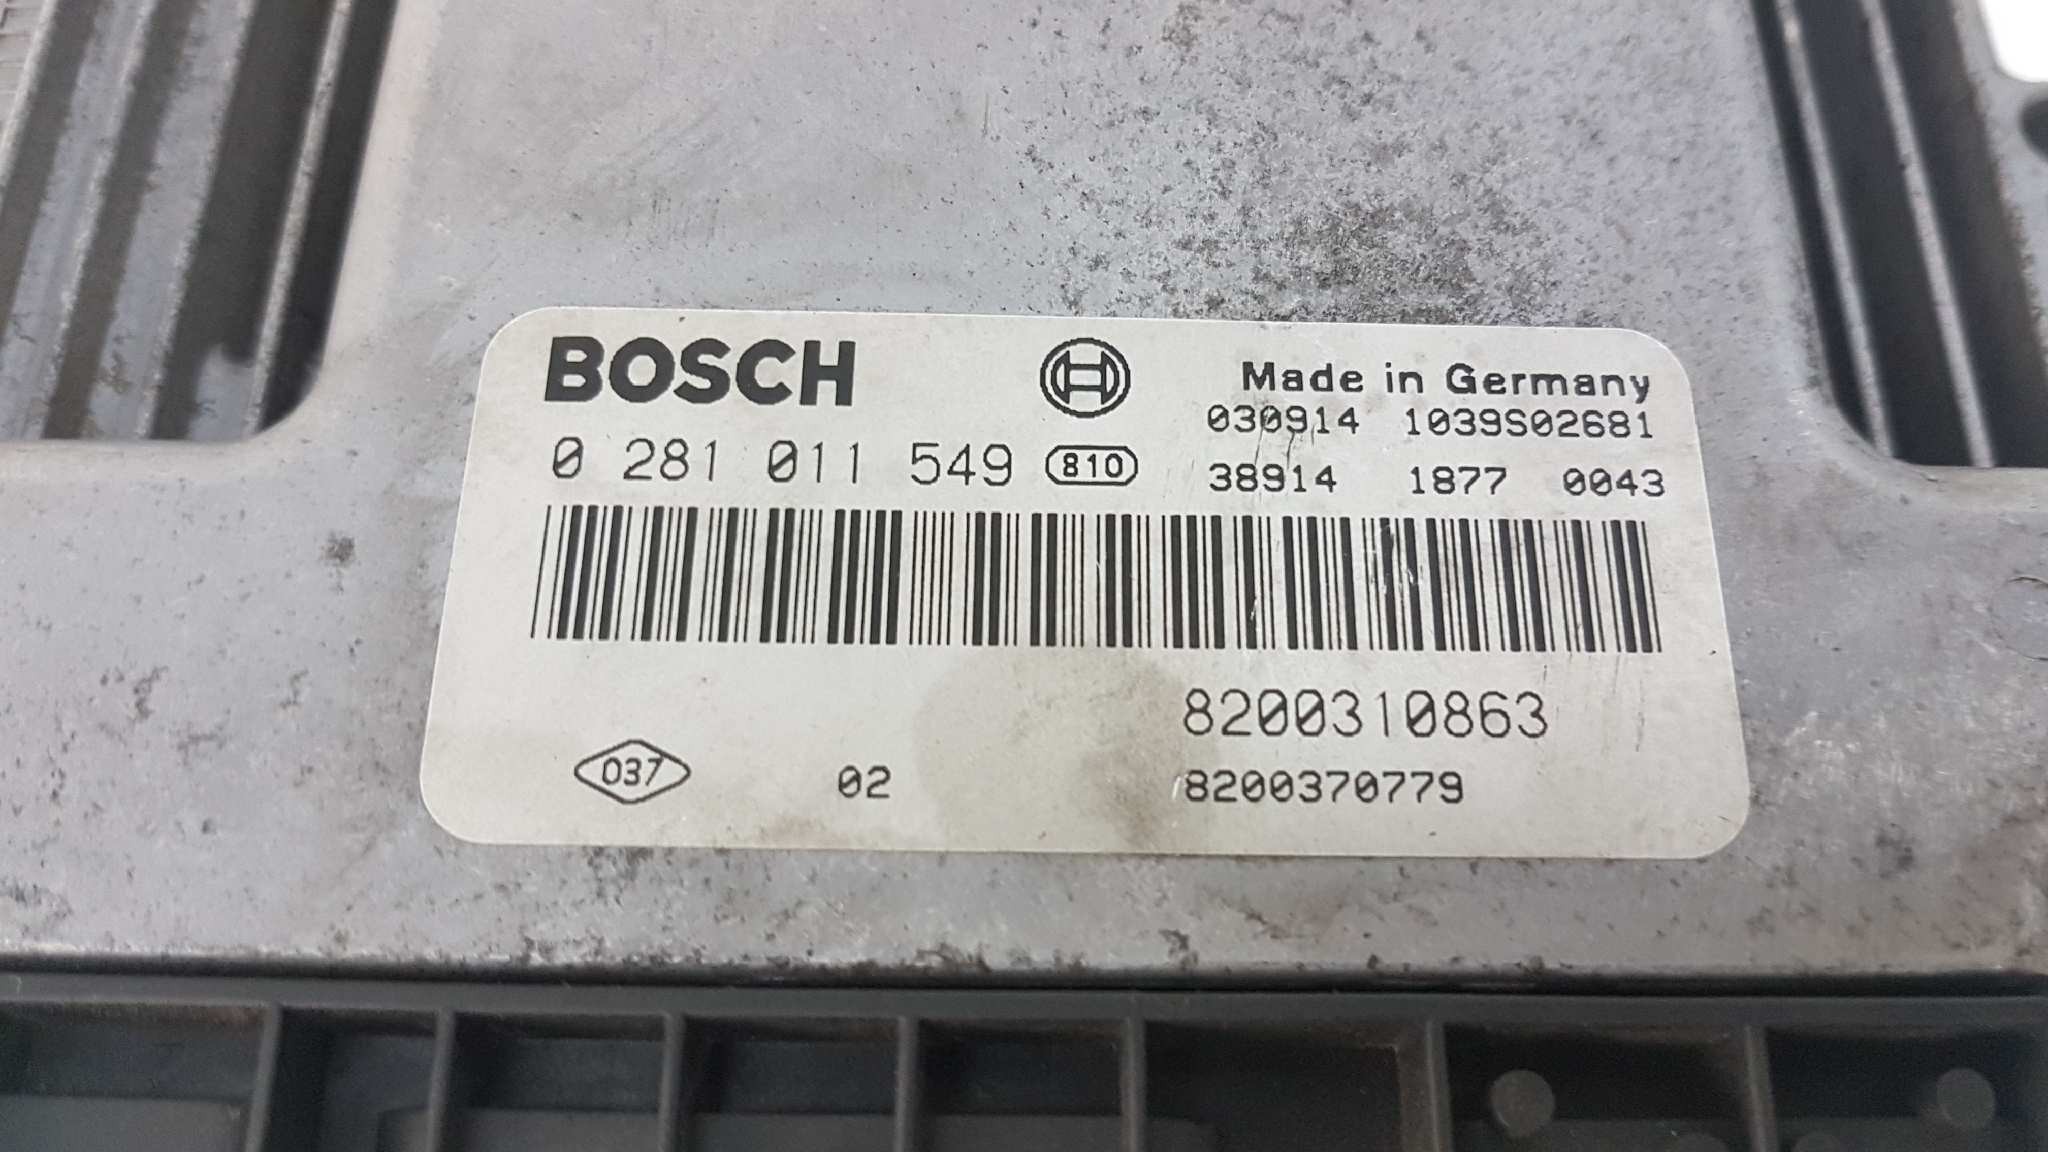 BOSCH
Made in Germany
030914 1039S02681
0 281 011 549 810
38914 1877 0043
8200310863
037 02 8200370779